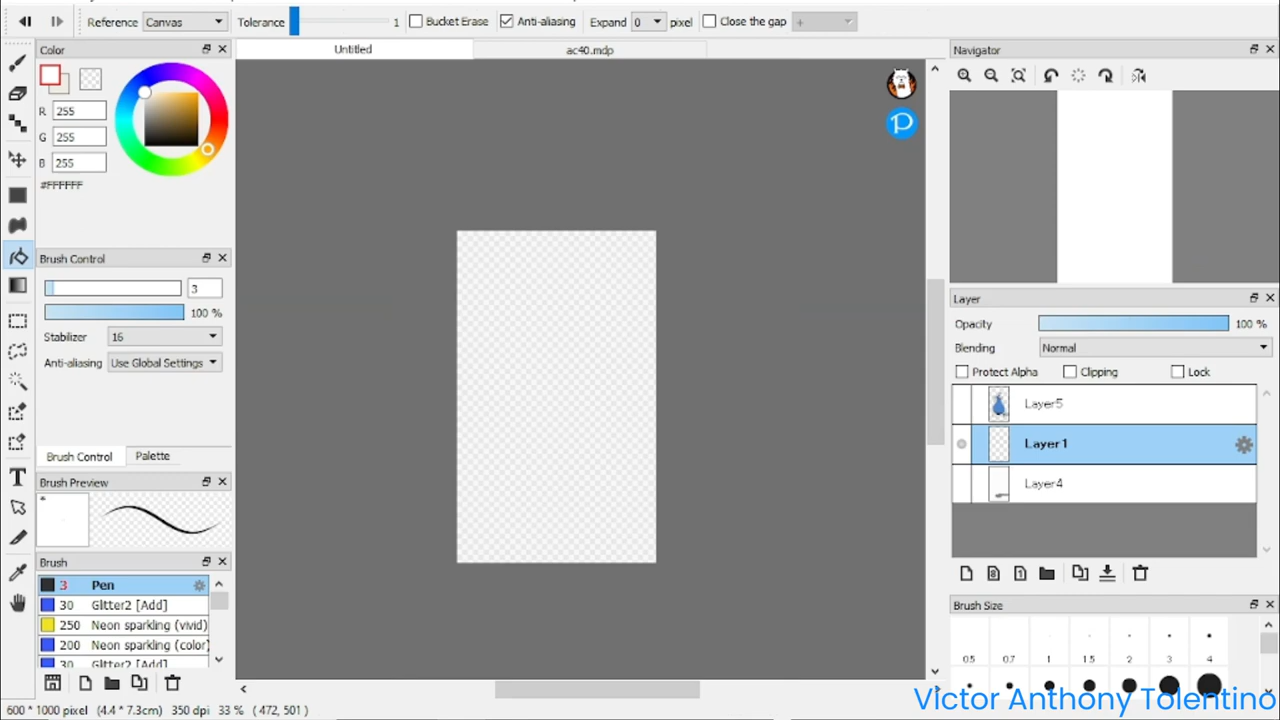 Reference Canvas Tolerance 1 Bucket Erase Anti-aliasing Expand 0 pixel Close the gap +
Color
Untitled
ac40.mdp
Navigator
R 255
G 255
B 255
#FFFFFF
Brush Control
3
100 %
Stabilizer 16
Anti-aliasing Use Global Settings
Brush Control Palette
Brush Preview
Brush
3 Pen
30 Glitter2 [Add]
250 Neon sparkling (vivid)
200 Neon sparkling (color)
30 Glitter2 [Add]
Layer
Opacity 100 %
Blending Normal
Protect Alpha Clipping Lock
Layer5
Layer1
Layer4
Brush Size
0.5 0.7 1 1.5 2 3 4
600 * 1000 pixel (4.4 * 7.3cm) 350 dpi 33 % ( 472, 501 )
Victor Anthony Tolentino